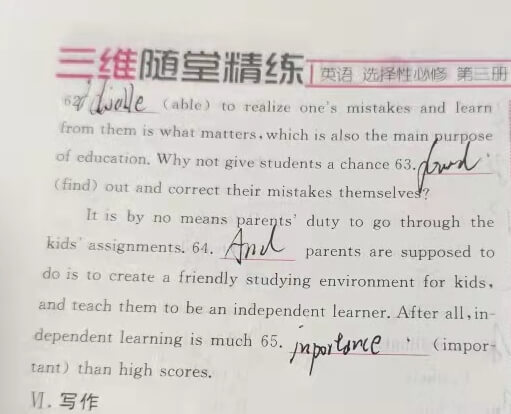 三维随堂精练 英语 选择性必修 第三册
62. (able) to realize one's mistakes and learn
from them is what matters, which is also the main purpose
of education. Why not give students a chance 63. found
(find) out and correct their mistakes themselves?
It is by no means parents' duty to go through the
kids' assignments. 64. And parents are supposed to
do is to create a friendly studying environment for kids,
and teach them to be an independent learner. After all, in-
dependent learning is much 65. inportance (impor-
tant) than high scores.
Ⅵ. 写作